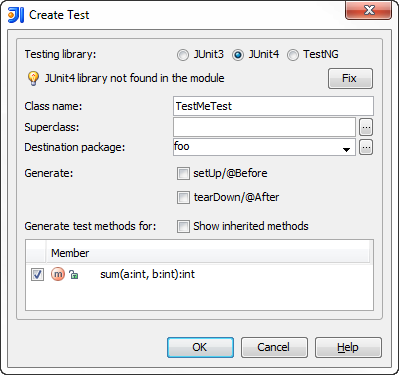 Create Test
Testing library: JUnit3 JUnit4 TestNG
JUnit4 library not found in the module Fix
Class name: TestMeTest
Superclass: ...
Destination package: foo ...
Generate: setUp/@Before
tearDown/@After
Generate test methods for: Show inherited methods
Member
m sum(a:int, b:int):int
OK Cancel Help